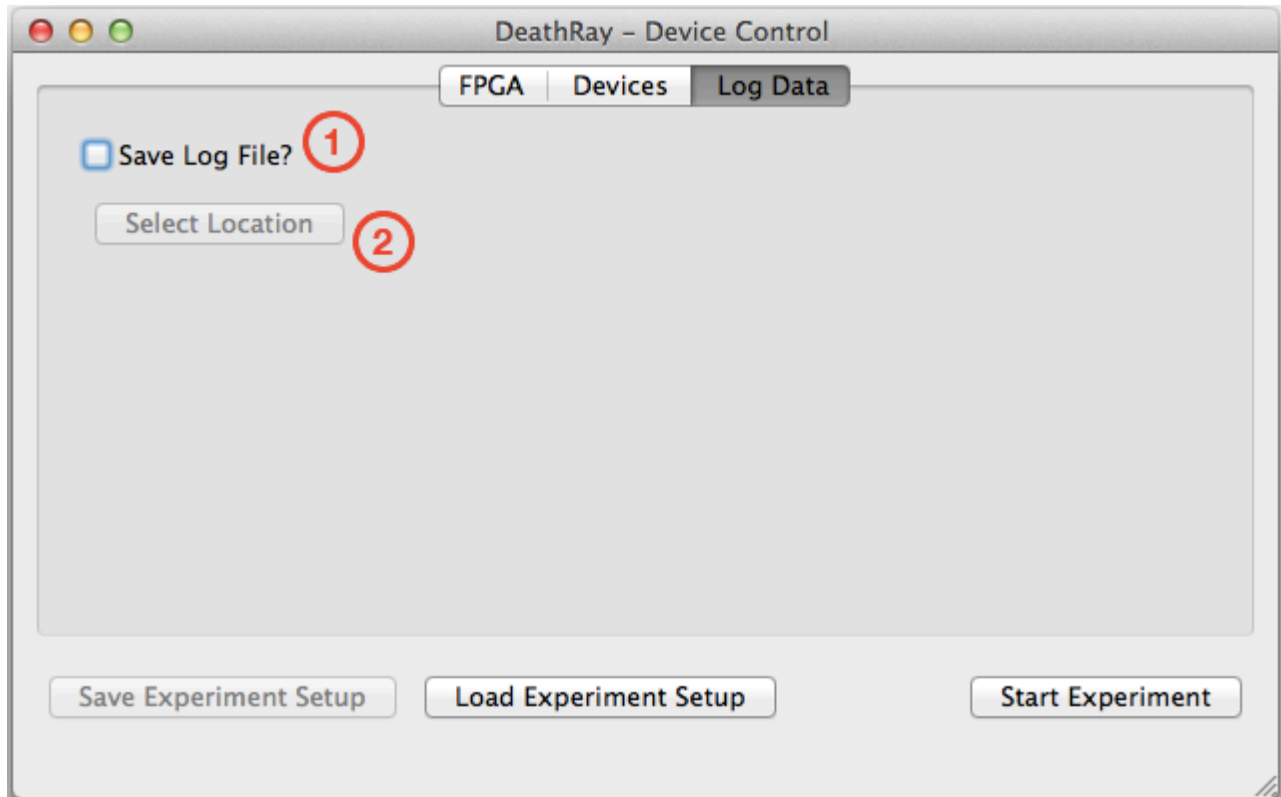 DeathRay – Device Control
FPGA Devices Log Data
Save Log File? 1
Select Location 2
Save Experiment Setup Load Experiment Setup Start Experiment